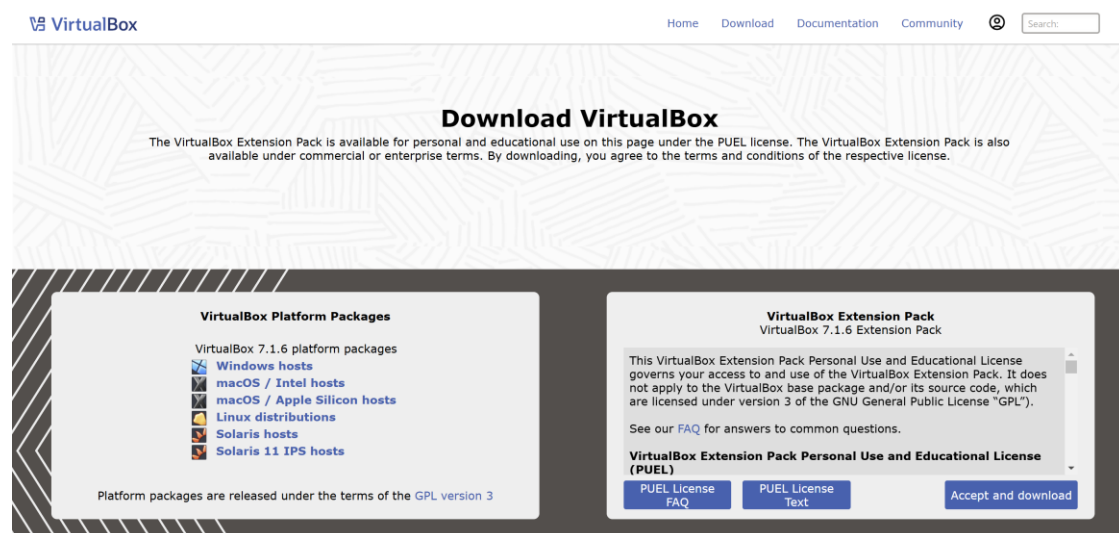 VirtualBox
Home Download Documentation Community Search:
Download VirtualBox
The VirtualBox Extension Pack is available for personal and educational use on this page under the PUEL license. The VirtualBox Extension Pack is also
available under commercial or enterprise terms. By downloading, you agree to the terms and conditions of the respective license.
VirtualBox Platform Packages
VirtualBox 7.1.6 platform packages
Windows hosts
macOS / Intel hosts
macOS / Apple Silicon hosts
Linux distributions
Solaris hosts
Solaris 11 IPS hosts
Platform packages are released under the terms of the GPL version 3
VirtualBox Extension Pack
VirtualBox 7.1.6 Extension Pack
This VirtualBox Extension Pack Personal Use and Educational License
governs your access to and use of the VirtualBox Extension Pack. It does
not apply to the VirtualBox base package and/or its source code, which
are licensed under version 3 of the GNU General Public License “GPL”).
See our FAQ for answers to common questions.
VirtualBox Extension Pack Personal Use and Educational License
(PUEL)
PUEL License
FAQ
PUEL License
Text
Accept and download